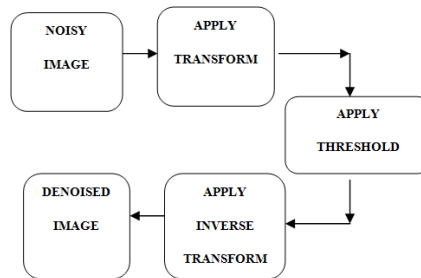 NOISY
IMAGE
APPLY
TRANSFORM
APPLY
THRESHOLD
APPLY
INVERSE
TRANSFORM
DENOISED
IMAGE